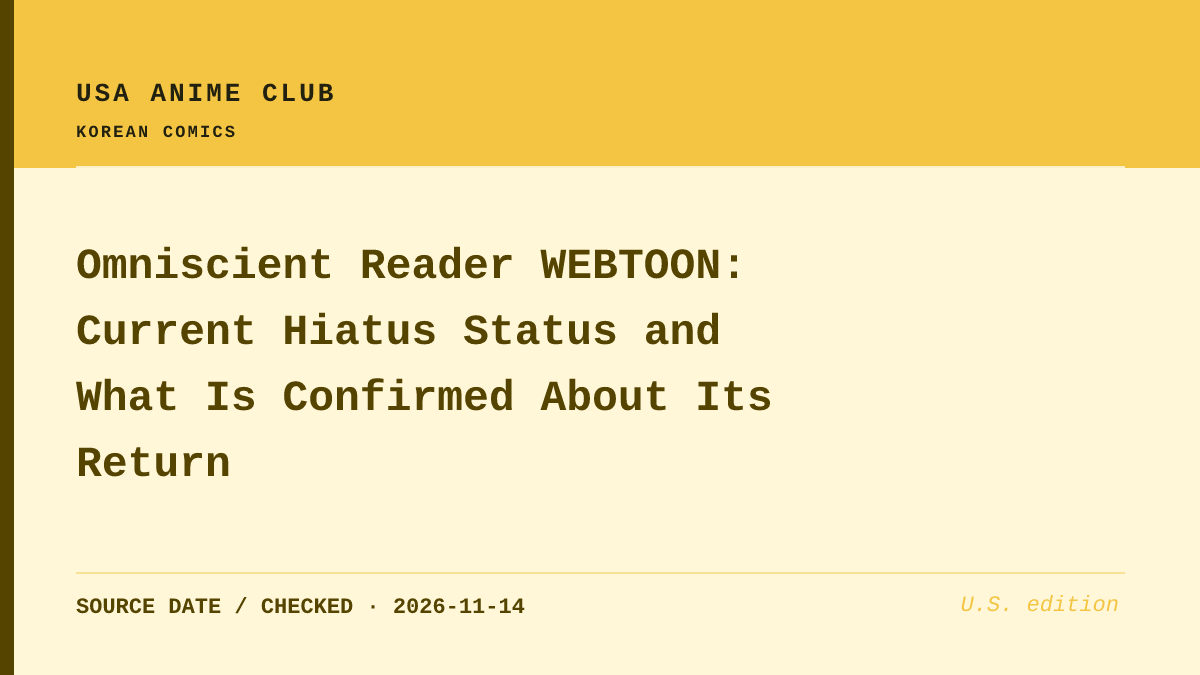 USA ANIME CLUB
KOREAN COMICS
Omniscient Reader WEBTOON:
Current Hiatus Status and
What Is Confirmed About Its
Return
SOURCE DATE / CHECKED · 2026-11-14
U.S. edition